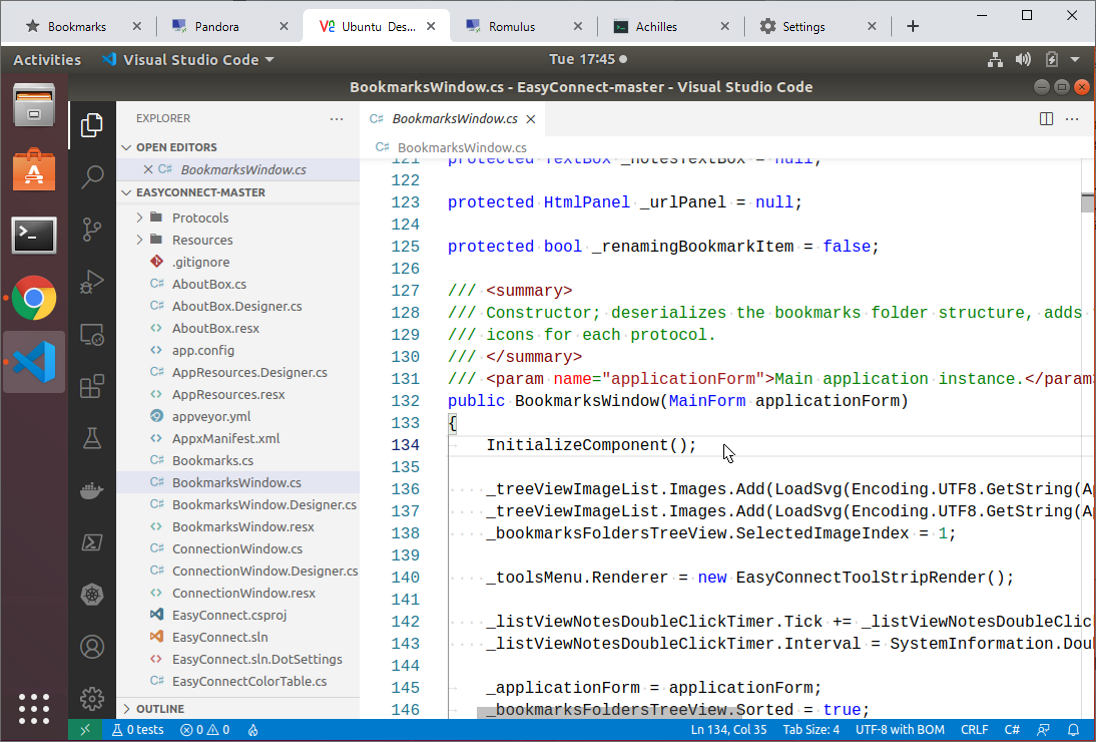 Bookmarks Pandora Ubuntu Des... Romulus Achilles Settings
Activities Visual Studio Code Tue 17:45
BookmarksWindow.cs - EasyConnect-master - Visual Studio Code
EXPLORER
OPEN EDITORS
C# BookmarksWindow.cs
EASYCONNECT-MASTER
Protocols
Resources
.gitignore
C# AboutBox.cs
C# AboutBox.Designer.cs
AboutBox.resx
app.config
C# AppResources.Designer.cs
AppResources.resx
appveyor.yml
AppxManifest.xml
C# Bookmarks.cs
C# BookmarksWindow.cs
C# BookmarksWindow.Designer.cs
BookmarksWindow.resx
C# ConnectionWindow.cs
C# ConnectionWindow.Designer.cs
ConnectionWindow.resx
EasyConnect.csproj
EasyConnect.sln
EasyConnect.sln.DotSettings
C# EasyConnectColorTable.cs
OUTLINE
C# BookmarksWindow.cs
C# BookmarksWindow.cs
121 protected TextBox _notesTextBox = null;
122
123 protected HtmlPanel _urlPanel = null;
124
125 protected bool _renamingBookmarkItem = false;
126
127 /// <summary>
128 /// Constructor; deserializes the bookmarks folder structure, adds
129 /// icons for each protocol.
130 /// </summary>
131 /// <param name="applicationForm">Main application instance.</param>
132 public BookmarksWindow(MainForm applicationForm)
133 {
134 InitializeComponent();
135
136 _treeViewImageList.Images.Add(LoadSvg(Encoding.UTF8.GetString(A
137 _treeViewImageList.Images.Add(LoadSvg(Encoding.UTF8.GetString(A
138 _bookmarksFoldersTreeView.SelectedImageIndex = 1;
139
140 _toolsMenu.Renderer = new EasyConnectToolStripRender();
141
142 _listViewNotesDoubleClickTimer.Tick += _listViewNotesDoubleClic
143 _listViewNotesDoubleClickTimer.Interval = SystemInformation.Dou
144
145 _applicationForm = applicationForm;
146 _bookmarksFoldersTreeView.Sorted = true;
0 tests 0 0 Ln 134, Col 35 Tab Size: 4 UTF-8 with BOM CRLF C#